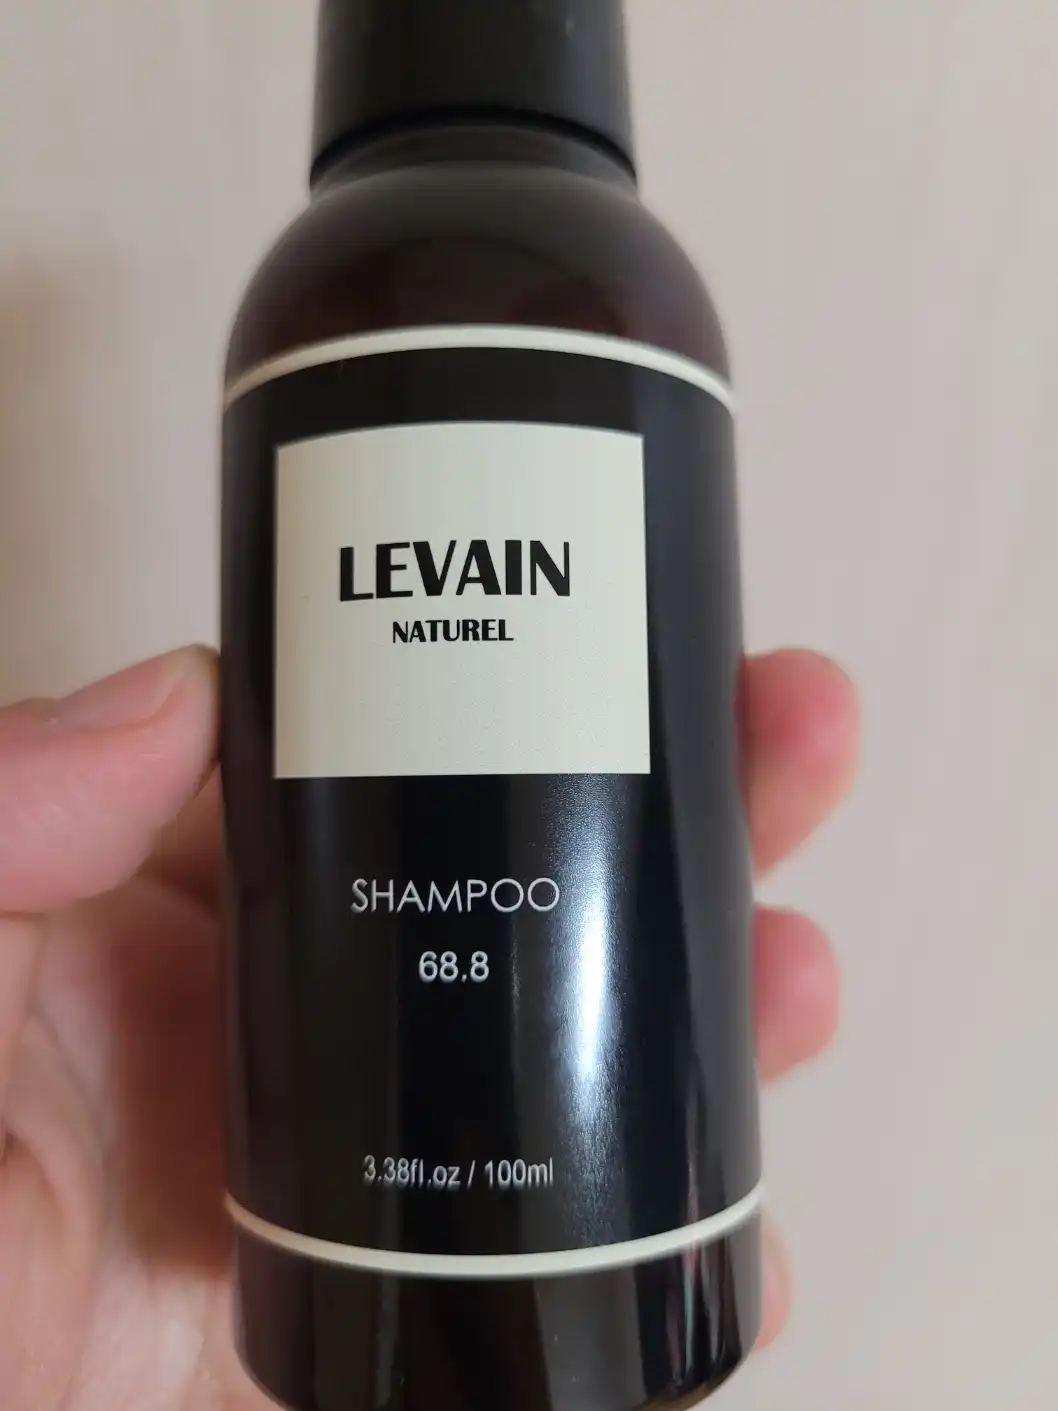 LEVAIN
NATUREL
SHAMPOO
68.8
3.38fl.oz / 100ml